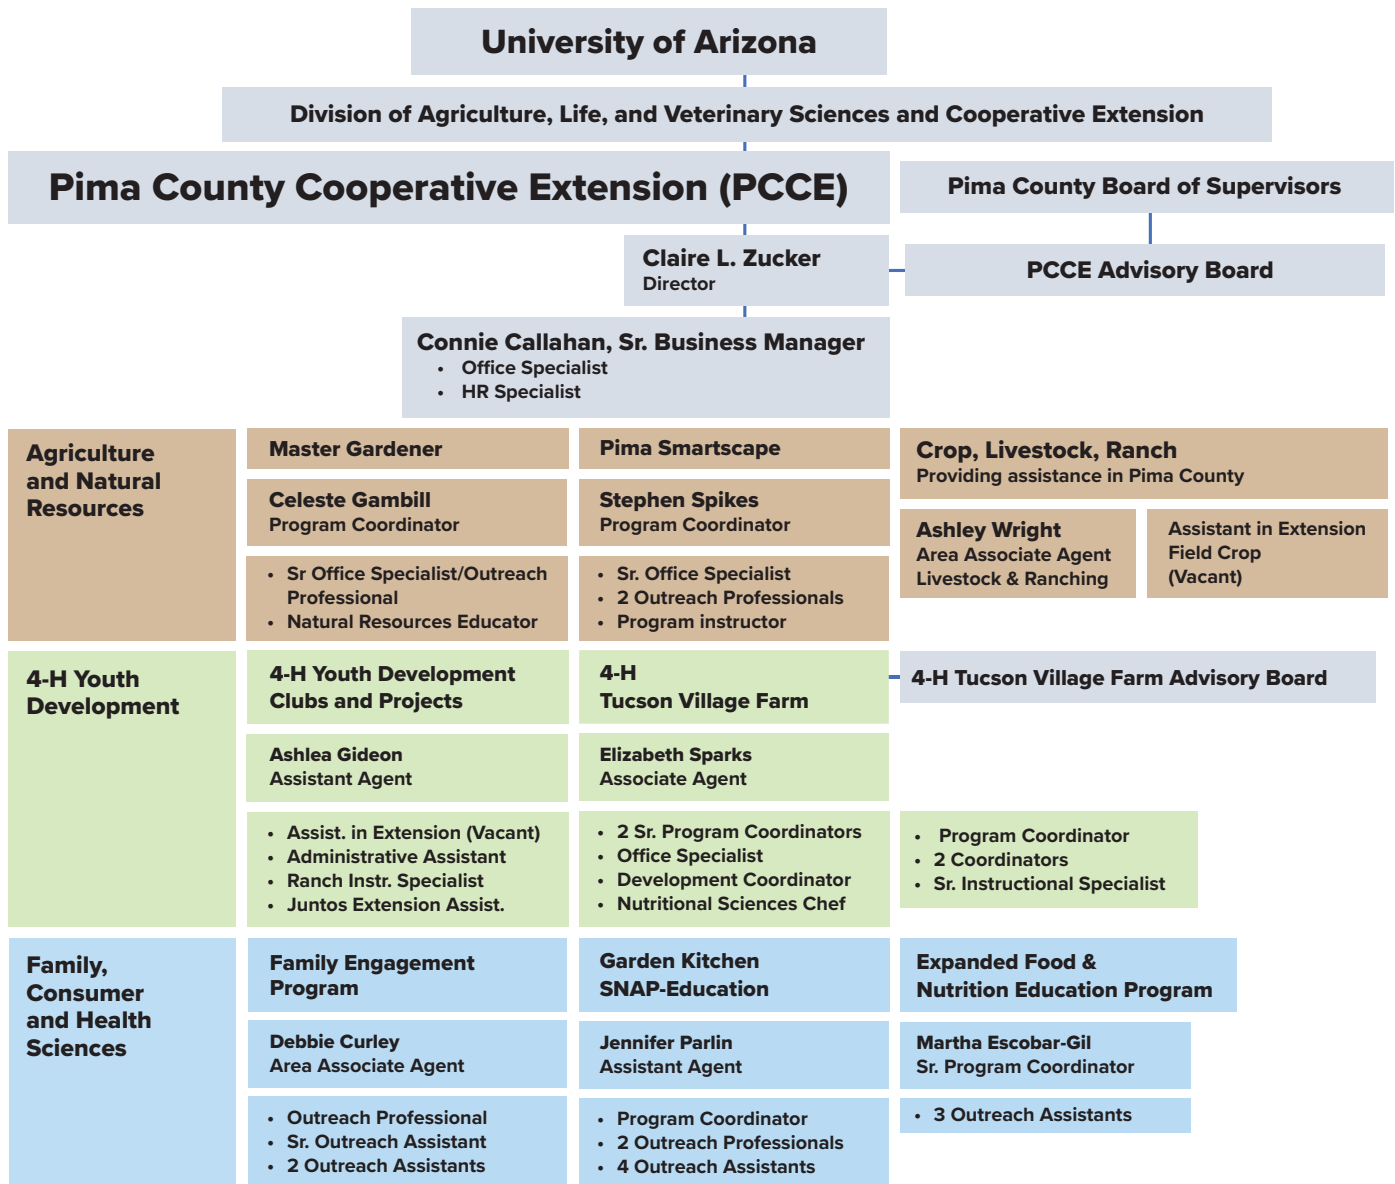 University of Arizona
Division of Agriculture, Life, and Veterinary Sciences and Cooperative Extension
Pima County Cooperative Extension (PCCE)
Pima County Board of Supervisors
Claire L. Zucker
Director
PCCE Advisory Board
Connie Callahan, Sr. Business Manager
• Office Specialist
• HR Specialist
Agriculture
and Natural
Resources
Master Gardener
Celeste Gambill
Program Coordinator
• Sr Office Specialist/Outreach
Professional
• Natural Resources Educator
Pima Smartscape
Stephen Spikes
Program Coordinator
• Sr. Office Specialist
• 2 Outreach Professionals
• Program instructor
Crop, Livestock, Ranch
Providing assistance in Pima County
Ashley Wright
Area Associate Agent
Livestock & Ranching
Assistant in Extension
Field Crop
(Vacant)
4-H Youth
Development
4-H Youth Development
Clubs and Projects
Ashlea Gideon
Assistant Agent
• Assist. in Extension (Vacant)
• Administrative Assistant
• Ranch Instr. Specialist
• Juntos Extension Assist.
4-H
Tucson Village Farm
Elizabeth Sparks
Associate Agent
• 2 Sr. Program Coordinators
• Office Specialist
• Development Coordinator
• Nutritional Sciences Chef
4-H Tucson Village Farm Advisory Board
• Program Coordinator
• 2 Coordinators
• Sr. Instructional Specialist
Family,
Consumer
and Health
Sciences
Family Engagement
Program
Debbie Curley
Area Associate Agent
• Outreach Professional
• Sr. Outreach Assistant
• 2 Outreach Assistants
Garden Kitchen
SNAP-Education
Jennifer Parlin
Assistant Agent
• Program Coordinator
• 2 Outreach Professionals
• 4 Outreach Assistants
Expanded Food &
Nutrition Education Program
Martha Escobar-Gil
Sr. Program Coordinator
• 3 Outreach Assistants